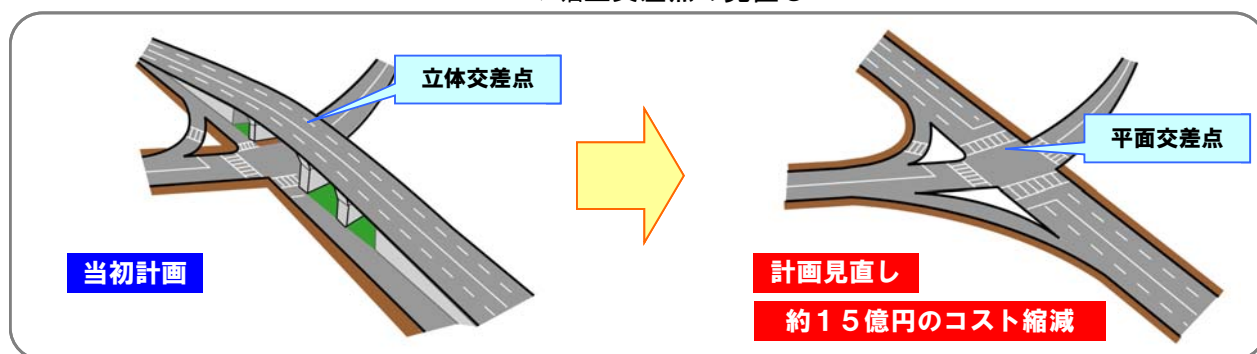 立体交差点
平面交差点
当初計画
計画見直し
約１５億円のコスト縮減